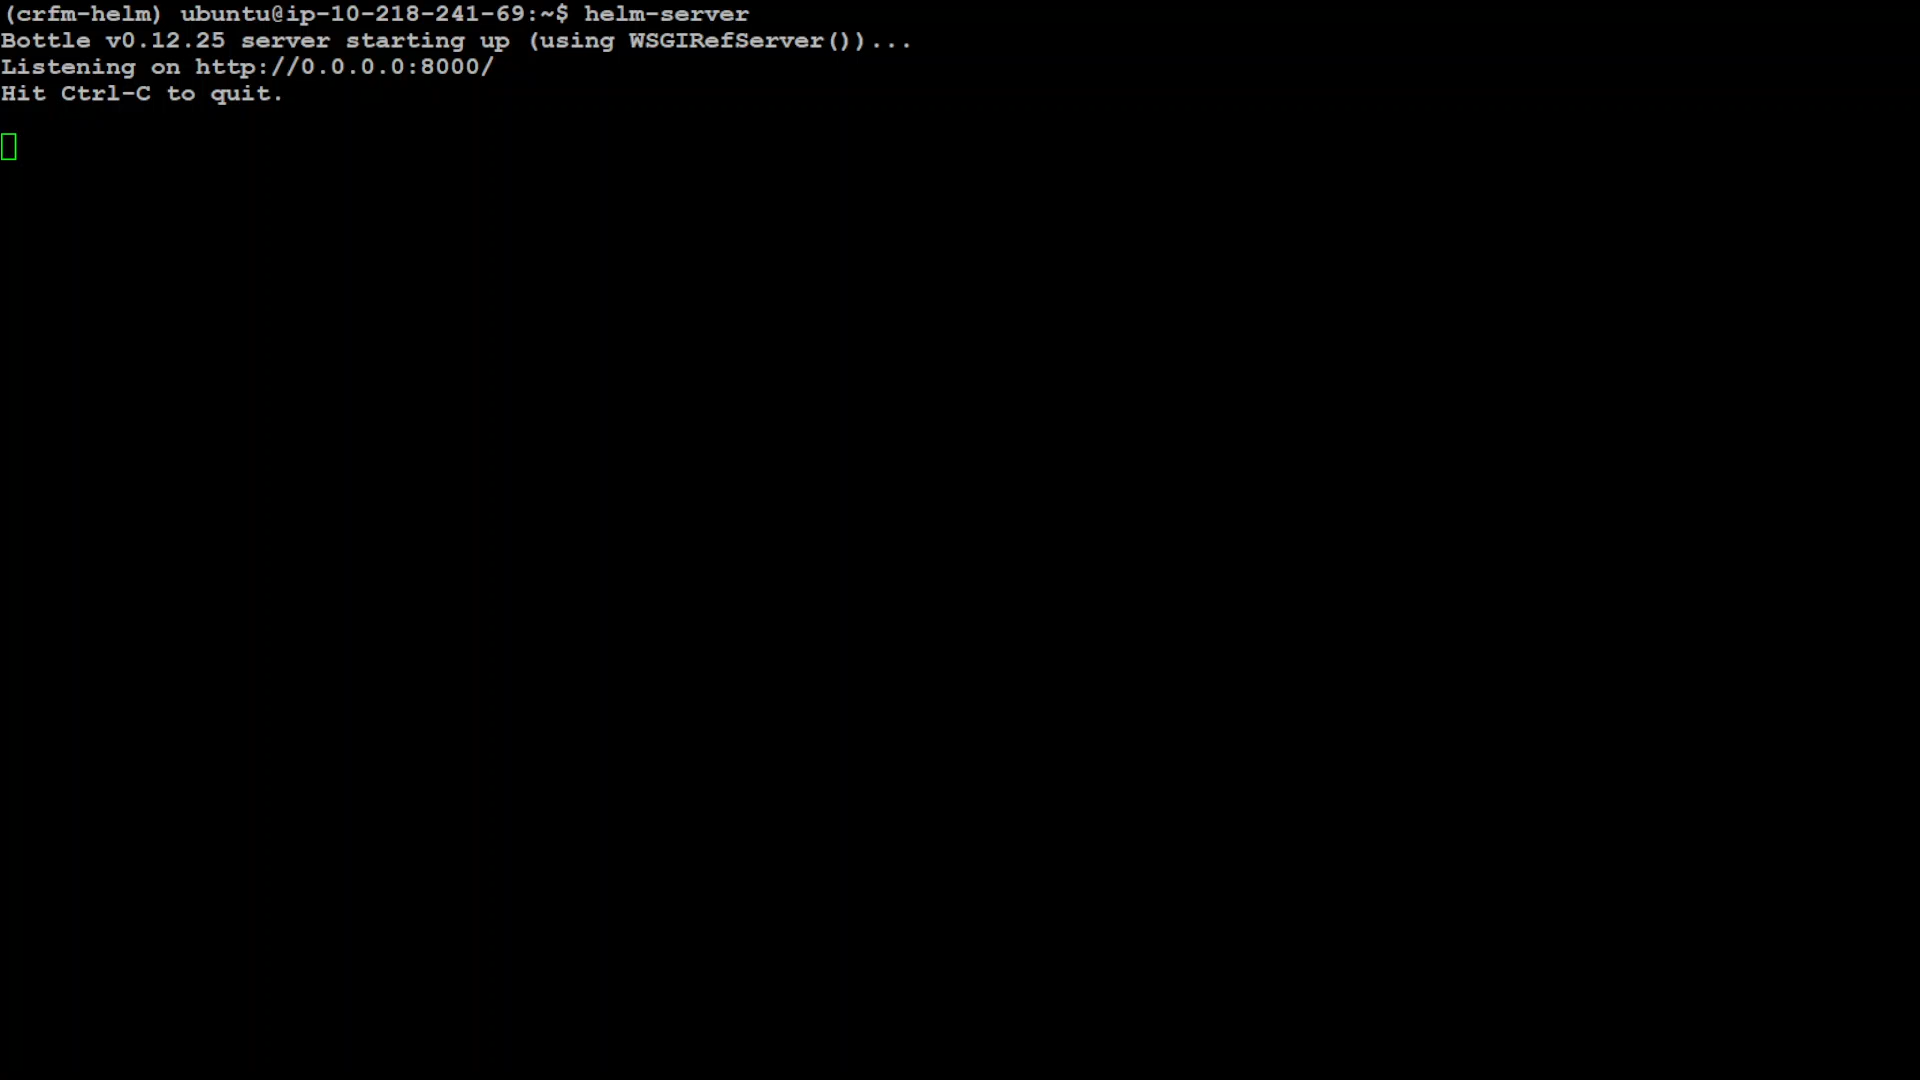 (crfm-helm) ubuntu@ip-10-218-241-69:~$ helm-server
Bottle v0.12.25 server starting up (using WSGIRefServer())...
Listening on http://0.0.0.0:8000/
Hit Ctrl-C to quit.